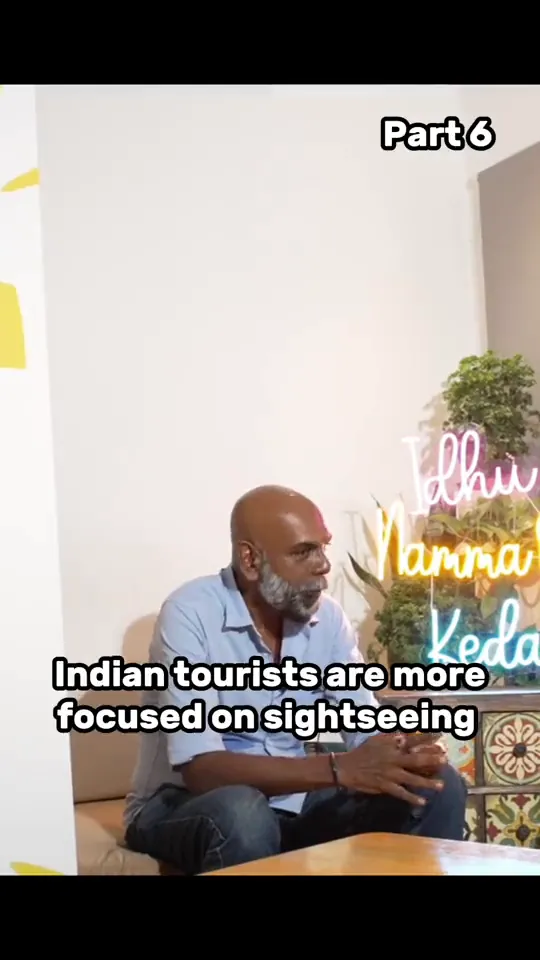 Part 6
Idhu
Namma
Keda
Indian tourists are more
focused on sightseeing